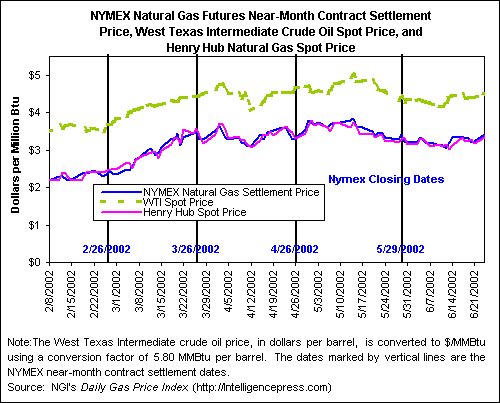 NYMEX Natural Gas Futures Near-Month Contract Settlement
Price, West Texas Intermediate Crude Oil Spot Price, and
Henry Hub Natural Gas Spot Price
Dollars per Million Btu
$5
$4
$3
$2
$1
$0
NYMEX Natural Gas Settlement Price
WTI Spot Price
Henry Hub Spot Price
Nymex Closing Dates
2/26/2002
3/26/2002
4/26/2002
5/29/2002
2/8/2002
2/15/2002
2/22/2002
3/1/2002
3/8/2002
3/15/2002
3/22/2002
3/29/2002
4/5/2002
4/12/2002
4/19/2002
4/26/2002
5/3/2002
5/10/2002
5/17/2002
5/24/2002
5/31/2002
6/7/2002
6/14/2002
6/21/2002
Note:The West Texas Intermediate crude oil price, in dollars per barrel, is converted to $/MMBtu
using a conversion factor of 5.80 MMBtu per barrel. The dates marked by vertical lines are the
NYMEX near-month contract settlement dates.
Source: NGI's Daily Gas Price Index (http://Intelligencepress.com)